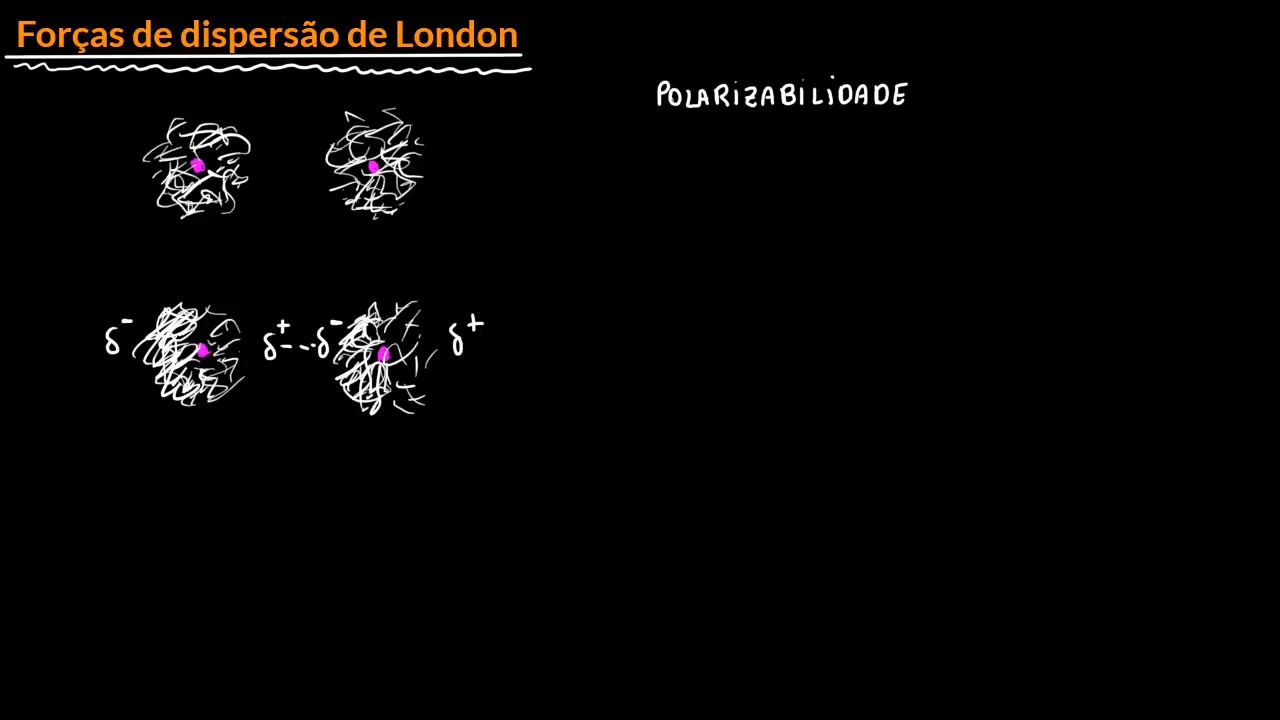 Forças de dispersão de London
POLARIZABILIDADE
δ⁻ δ⁺ δ⁻ δ⁺